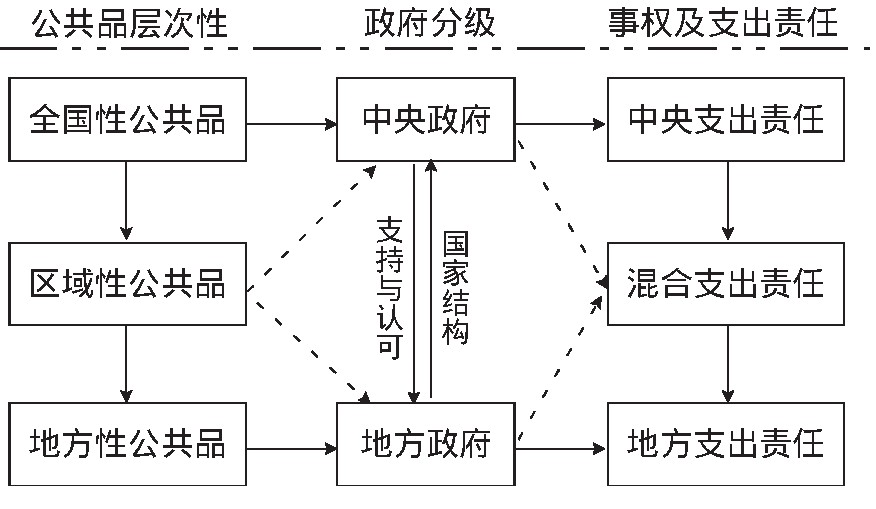 公共品层次性
政府分级
事权及支出责任
全国性公共品
中央政府
中央支出责任
支持与认可
国家结构
区域性公共品
混合支出责任
地方性公共品
地方政府
地方支出责任